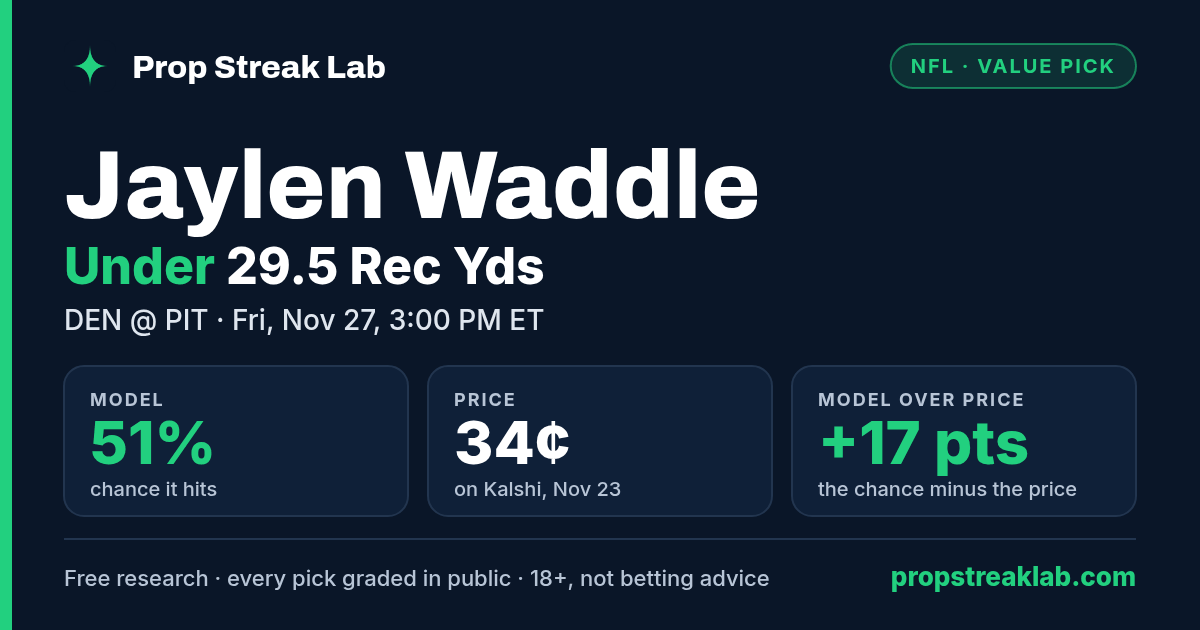 Prop Streak Lab
NFL · VALUE PICK
Jaylen Waddle
Under 29.5 Rec Yds
DEN @ PIT · Fri, Nov 27, 3:00 PM ET
MODEL
51%
chance it hits
PRICE
34¢
on Kalshi, Nov 23
MODEL OVER PRICE
+17 pts
the chance minus the price
Free research · every pick graded in public · 18+, not betting advice
propstreaklab.com